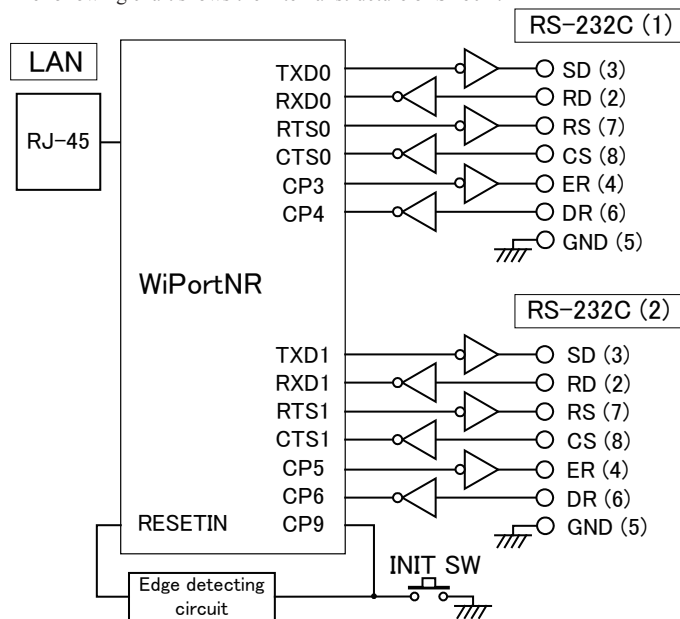 RS-232C (1)
LAN
RJ-45
WiPortNR
TXD0
RXD0
RTS0
CTS0
CP3
CP4
SD (3)
RD (2)
RS (7)
CS (8)
ER (4)
DR (6)
GND (5)
RS-232C (2)
TXD1
RXD1
RTS1
CTS1
CP5
CP6
CP9
SD (3)
RD (2)
RS (7)
CS (8)
ER (4)
DR (6)
GND (5)
RESETIN
INIT SW
Edge detecting
circuit